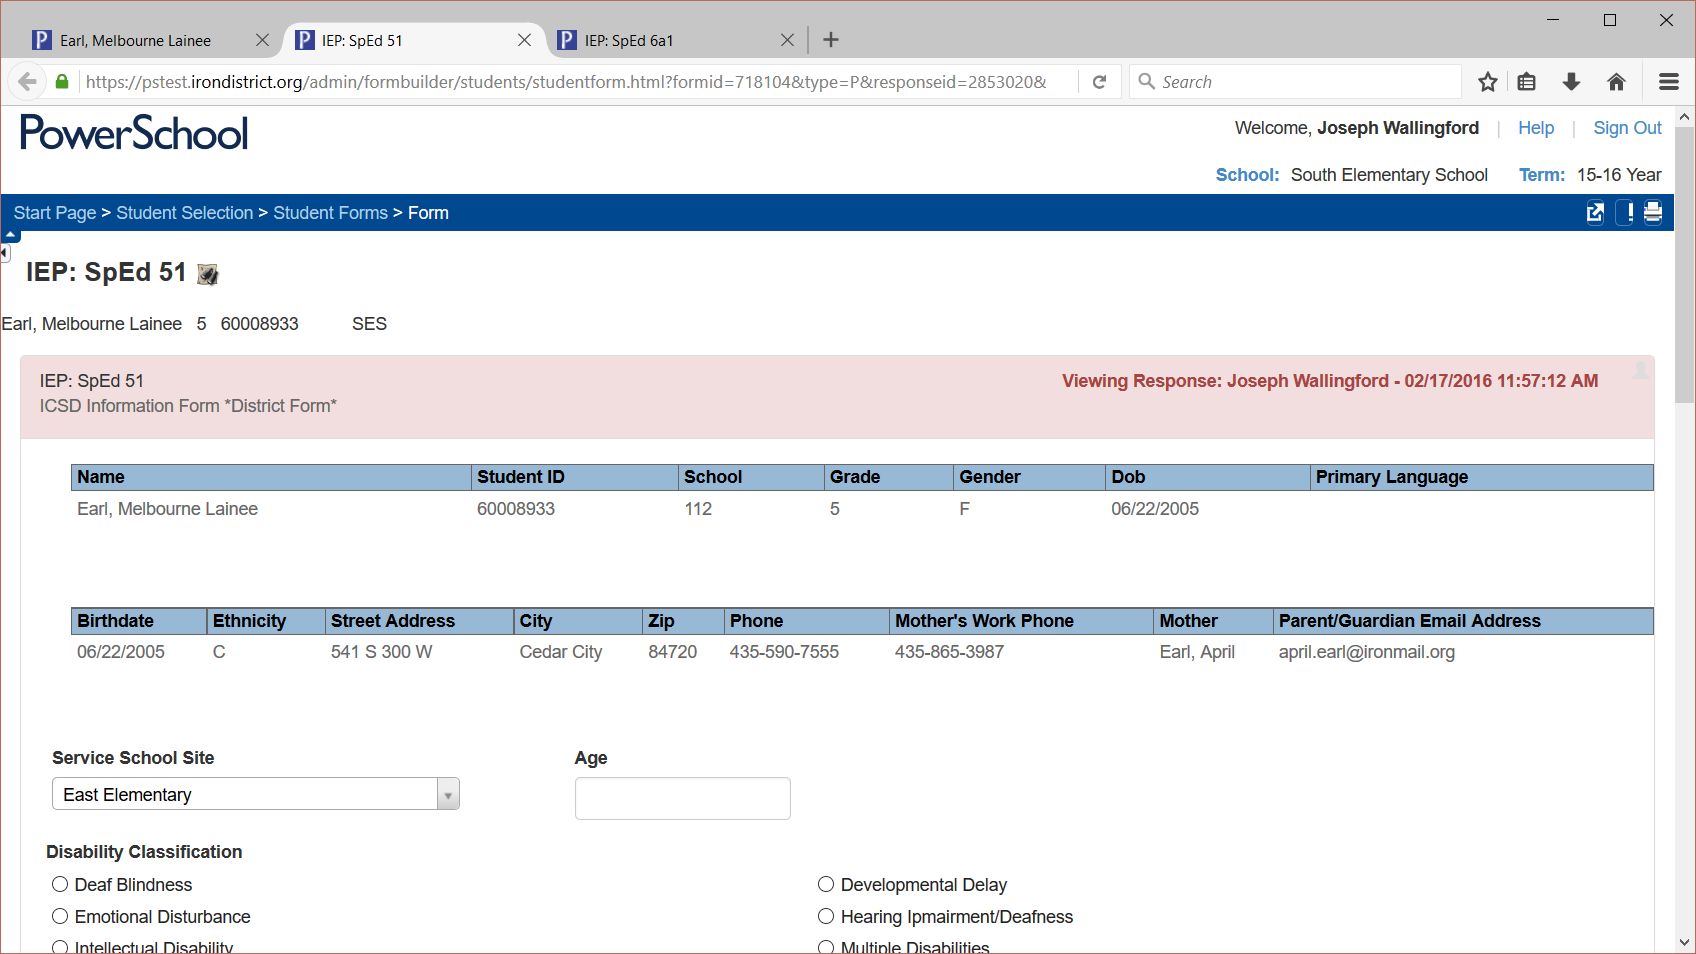 Earl, Melbourne Lainee
IEP: SpEd 51
IEP: SpEd 6a1
https://pstest.irondistrict.org/admin/formbuilder/students/studentform.html?formid=718104&type=P&responseid=2853020&
Search
PowerSchool
Welcome, Joseph Wallingford | Help | Sign Out
School: South Elementary School Term: 15-16 Year
Start Page > Student Selection > Student Forms > Form
IEP: SpEd 51
Earl, Melbourne Lainee 5 60008933 SES
IEP: SpEd 51 Viewing Response: Joseph Wallingford - 02/17/2016 11:57:12 AM
ICSD Information Form *District Form*
Name Student ID School Grade Gender Dob Primary Language
Earl, Melbourne Lainee 60008933 112 5 F 06/22/2005
Birthdate Ethnicity Street Address City Zip Phone Mother's Work Phone Mother Parent/Guardian Email Address
06/22/2005 C 541 S 300 W Cedar City 84720 435-590-7555 435-865-3987 Earl, April april.earl@ironmail.org
Service School Site Age
East Elementary
Disability Classification
Deaf Blindness Developmental Delay
Emotional Disturbance Hearing Ipmairment/Deafness
Intellectual Disability Multiple Disabilities